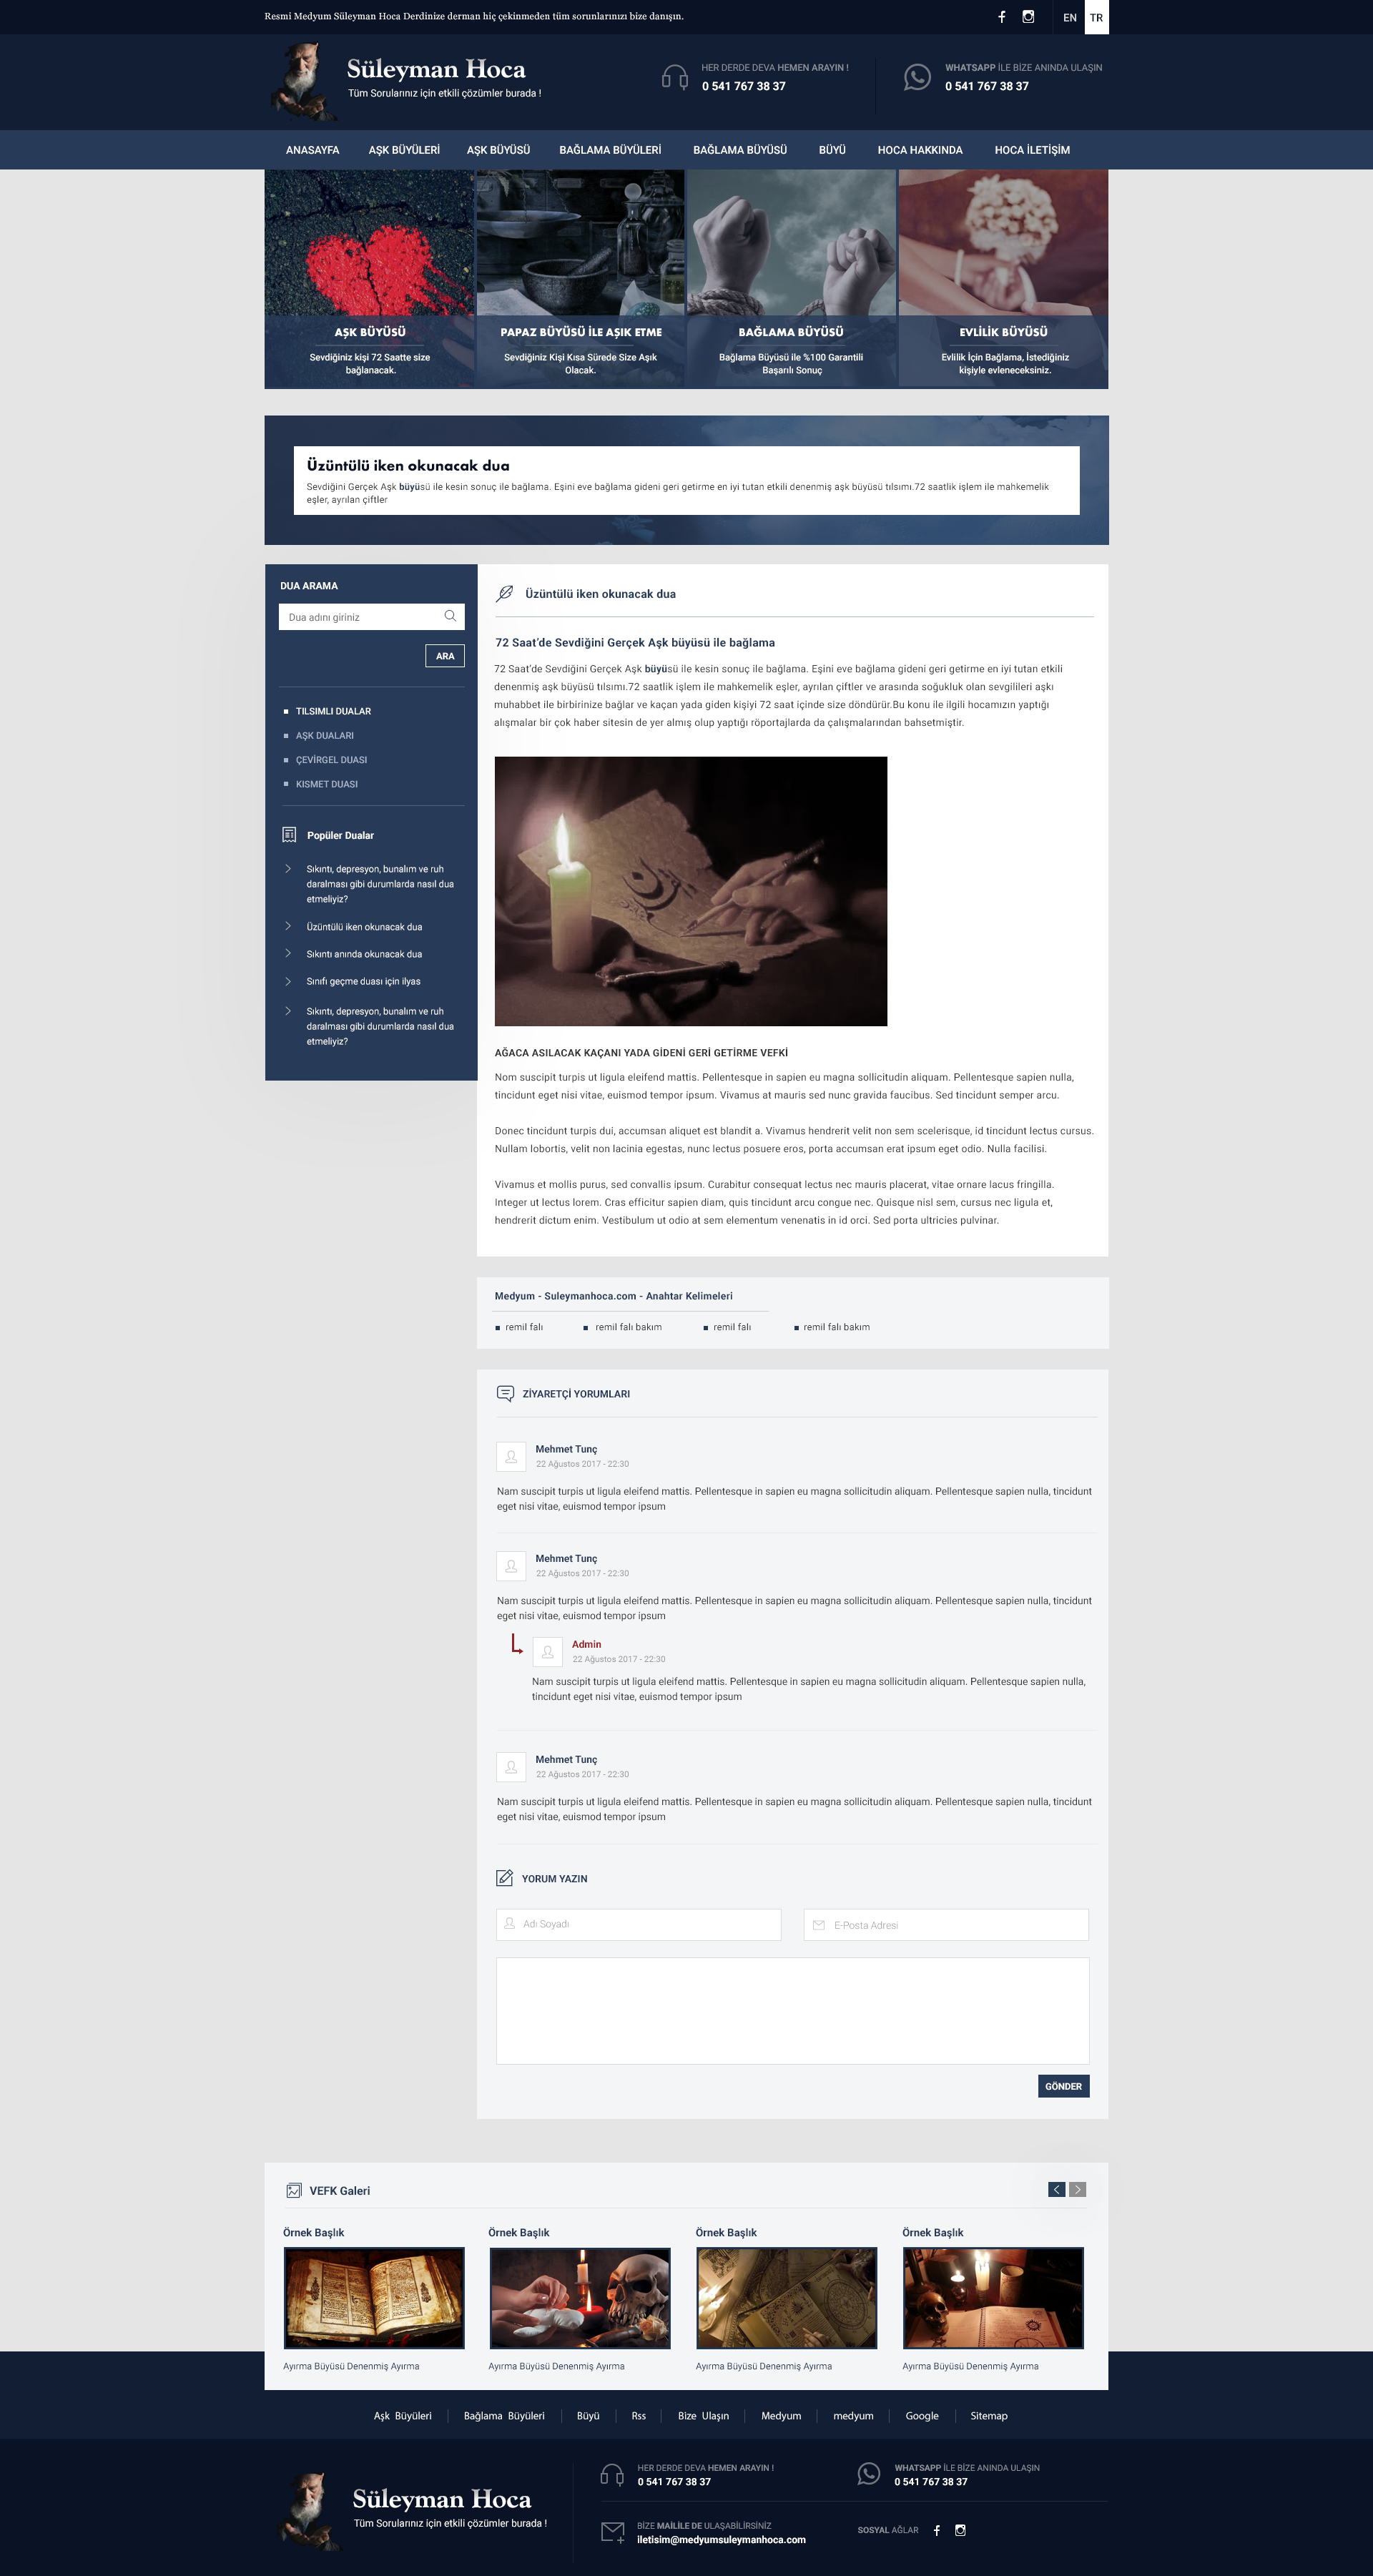 Resmi Medyum Süleyman Hoca Derdinize derman hiç çekinmeden tüm sorunlarınızı bize danışın.
EN TR
Süleyman Hoca
Tüm Sorularınız için etkili çözümler burada !
HER DERDE DEVA HEMEN ARAYIN !
0 541 767 38 37
WHATSAPP İLE BİZE ANINDA ULAŞIN
0 541 767 38 37
ANASAYFA AŞK BÜYÜLERİ AŞK BÜYÜSÜ BAĞLAMA BÜYÜLERİ BAĞLAMA BÜYÜSÜ BÜYÜ HOCA HAKKINDA HOCA İLETİŞİM
AŞK BÜYÜSÜ
Sevdiğiniz kişi 72 Saatte size
bağlanacak.
PAPAZ BÜYÜSÜ İLE AŞIK ETME
Sevdiğiniz Kişi Kısa Sürede Size Aşık
Olacak.
BAĞLAMA BÜYÜSÜ
Bağlama Büyüsü ile %100 Garantili
Başarılı Sonuç
EVLİLİK BÜYÜSÜ
Evlilik İçin Bağlama, İstediğiniz
kişiyle evleneceksiniz.
Üzüntülü iken okunacak dua
Sevdiğini Gerçek Aşk büyüsü ile kesin sonuç ile bağlama. Eşini eve bağlama gideni geri getirme en iyi tutan etkili denenmiş aşk büyüsü tılsımı.72 saatlik işlem ile mahkemelik
eşler, ayrılan çiftler
DUA ARAMA
Dua adını giriniz
ARA
TILSIMLI DUALAR
AŞK DUALARI
ÇEVİRGEL DUASI
KISMET DUASI
Popüler Dualar
Sıkıntı, depresyon, bunalım ve ruh
daralması gibi durumlarda nasıl dua
etmeliyiz?
Üzüntülü iken okunacak dua
Sıkıntı anında okunacak dua
Sınıfı geçme duası için ilyas
Sıkıntı, depresyon, bunalım ve ruh
daralması gibi durumlarda nasıl dua
etmeliyiz?
Üzüntülü iken okunacak dua
72 Saat'de Sevdiğini Gerçek Aşk büyüsü ile bağlama
72 Saat'de Sevdiğini Gerçek Aşk büyüsü ile kesin sonuç ile bağlama. Eşini eve bağlama gideni geri getirme en iyi tutan etkili
denenmiş aşk büyüsü tılsımı.72 saatlik işlem ile mahkemelik eşler, ayrılan çiftler ve arasında soğukluk olan sevgilileri aşkı
muhabbet ile birbirinize bağlar ve kaçan yada giden kişiyi 72 saat içinde size döndürür.Bu konu ile ilgili hocamızın yaptığı
alışmalar bir çok haber sitesin de yer almış olup yaptığı röportajlarda da çalışmalarından bahsetmiştir.
AĞACA ASILACAK KAÇANI YADA GİDENİ GERİ GETİRME VEFKİ
Nom suscipit turpis ut ligula eleifend mattis. Pellentesque in sapien eu magna sollicitudin aliquam. Pellentesque sapien nulla,
tincidunt eget nisi vitae, euismod tempor ipsum. Vivamus at mauris sed nunc gravida faucibus. Sed tincidunt semper arcu.
Donec tincidunt turpis dui, accumsan aliquet est blandit a. Vivamus hendrerit velit non sem scelerisque, id tincidunt lectus cursus.
Nullam lobortis, velit non lacinia egestas, nunc lectus posuere eros, porta accumsan erat ipsum eget odio. Nulla facilisi.
Vivamus et mollis purus, sed convallis ipsum. Curabitur consequat lectus nec mauris placerat, vitae ornare lacus fringilla.
Integer ut lectus lorem. Cras efficitur sapien diam, quis tincidunt arcu congue nec. Quisque nisl sem, cursus nec ligula et,
hendrerit dictum enim. Vestibulum ut odio at sem elementum venenatis in id orci. Sed porta ultricies pulvinar.
Medyum - Suleymanhoca.com - Anahtar Kelimeleri
remil falı remil falı bakım remil falı remil falı bakım
ZİYARETÇİ YORUMLARI
Mehmet Tunç
22 Ağustos 2017 - 22:30
Nam suscipit turpis ut ligula eleifend mattis. Pellentesque in sapien eu magna sollicitudin aliquam. Pellentesque sapien nulla, tincidunt
eget nisi vitae, euismod tempor ipsum
Mehmet Tunç
22 Ağustos 2017 - 22:30
Nam suscipit turpis ut ligula eleifend mattis. Pellentesque in sapien eu magna sollicitudin aliquam. Pellentesque sapien nulla, tincidunt
eget nisi vitae, euismod tempor ipsum
Admin
22 Ağustos 2017 - 22:30
Nam suscipit turpis ut ligula eleifend mattis. Pellentesque in sapien eu magna sollicitudin aliquam. Pellentesque sapien nulla,
tincidunt eget nisi vitae, euismod tempor ipsum
Mehmet Tunç
22 Ağustos 2017 - 22:30
Nam suscipit turpis ut ligula eleifend mattis. Pellentesque in sapien eu magna sollicitudin aliquam. Pellentesque sapien nulla, tincidunt
eget nisi vitae, euismod tempor ipsum
YORUM YAZIN
Adı Soyadı
E-Posta Adresi
GÖNDER
VEFK Galeri
Örnek Başlık Örnek Başlık Örnek Başlık Örnek Başlık
Ayırma Büyüsü Denenmiş Ayırma Ayırma Büyüsü Denenmiş Ayırma Ayırma Büyüsü Denenmiş Ayırma Ayırma Büyüsü Denenmiş Ayırma
Aşk Büyüleri Bağlama Büyüleri Büyü Rss Bize Ulaşın Medyum medyum Google Sitemap
Süleyman Hoca
Tüm Sorularınız için etkili çözümler burada !
HER DERDE DEVA HEMEN ARAYIN !
0 541 767 38 37
WHATSAPP İLE BİZE ANINDA ULAŞIN
0 541 767 38 37
BİZE MAİLİLE DE ULAŞABİLİRSİNİZ
iletisim@medyumsuleymanhoca.com
SOSYAL AĞLAR